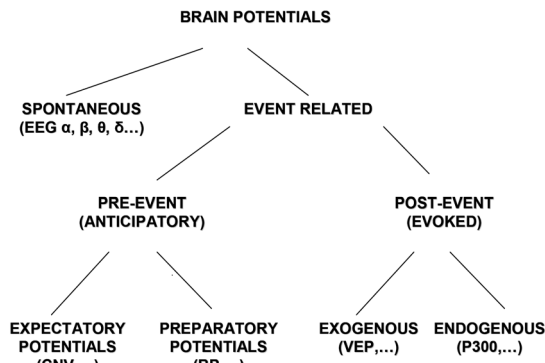 BRAIN POTENTIALS
SPONTANEOUS
(EEG α, β, θ, δ...)
EVENT RELATED
PRE-EVENT
(ANTICIPATORY)
POST-EVENT
(EVOKED)
EXPECTATORY
POTENTIALS
PREPARATORY
POTENTIALS
EXOGENOUS
(VEP,...)
ENDOGENOUS
(P300,...)